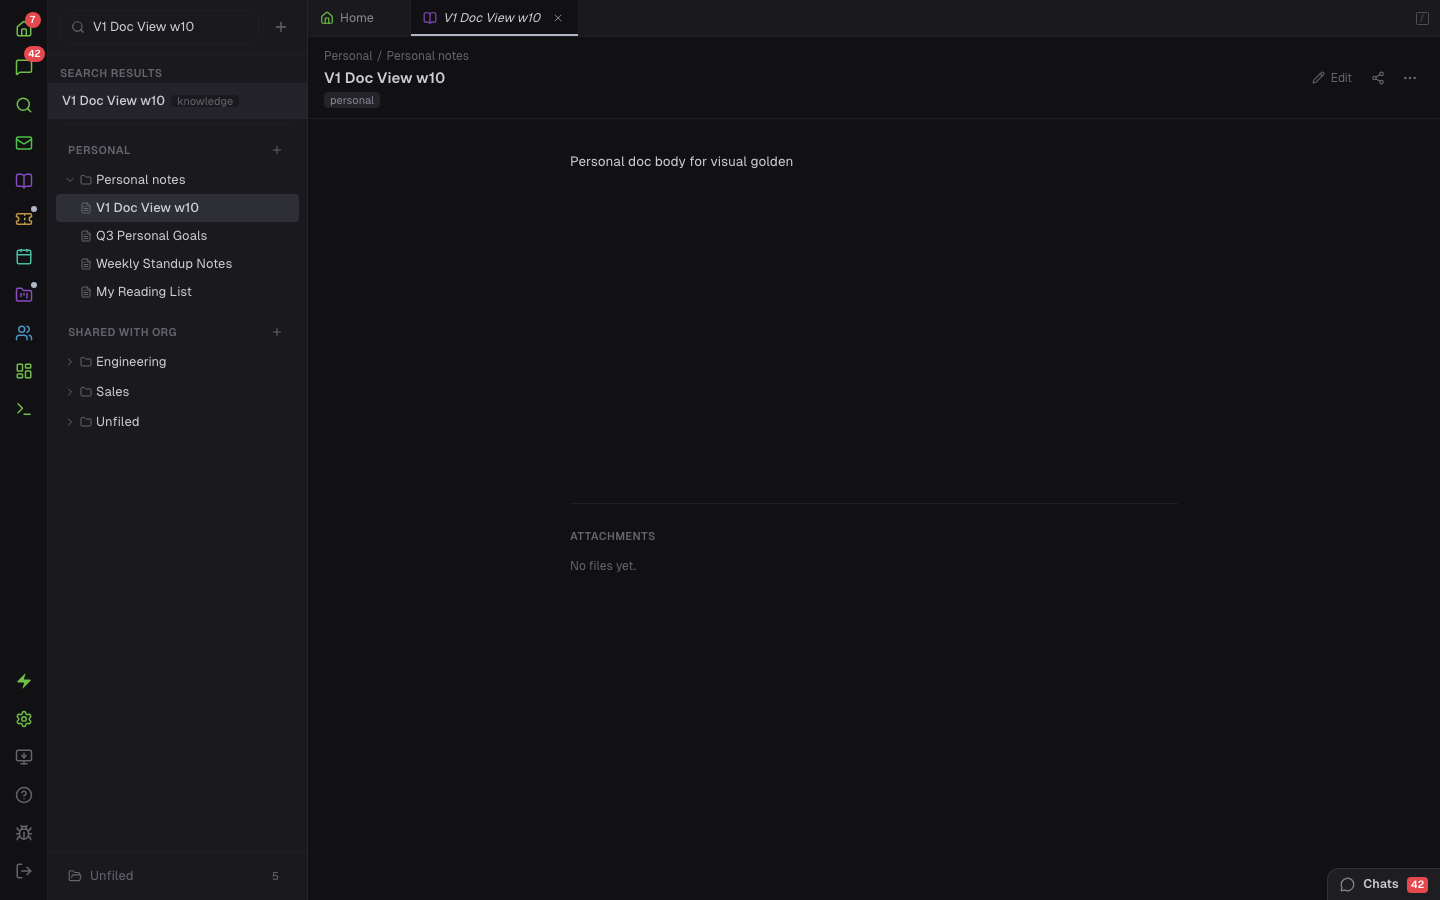 7
42
V1 Doc View w10
SEARCH RESULTS
V1 Doc View w10 knowledge
PERSONAL
Personal notes
V1 Doc View w10
Q3 Personal Goals
Weekly Standup Notes
My Reading List
SHARED WITH ORG
Engineering
Sales
Unfiled
Unfiled 5
Home
V1 Doc View w10
Personal / Personal notes
V1 Doc View w10
personal
Edit
Personal doc body for visual golden
ATTACHMENTS
No files yet.
Chats 42